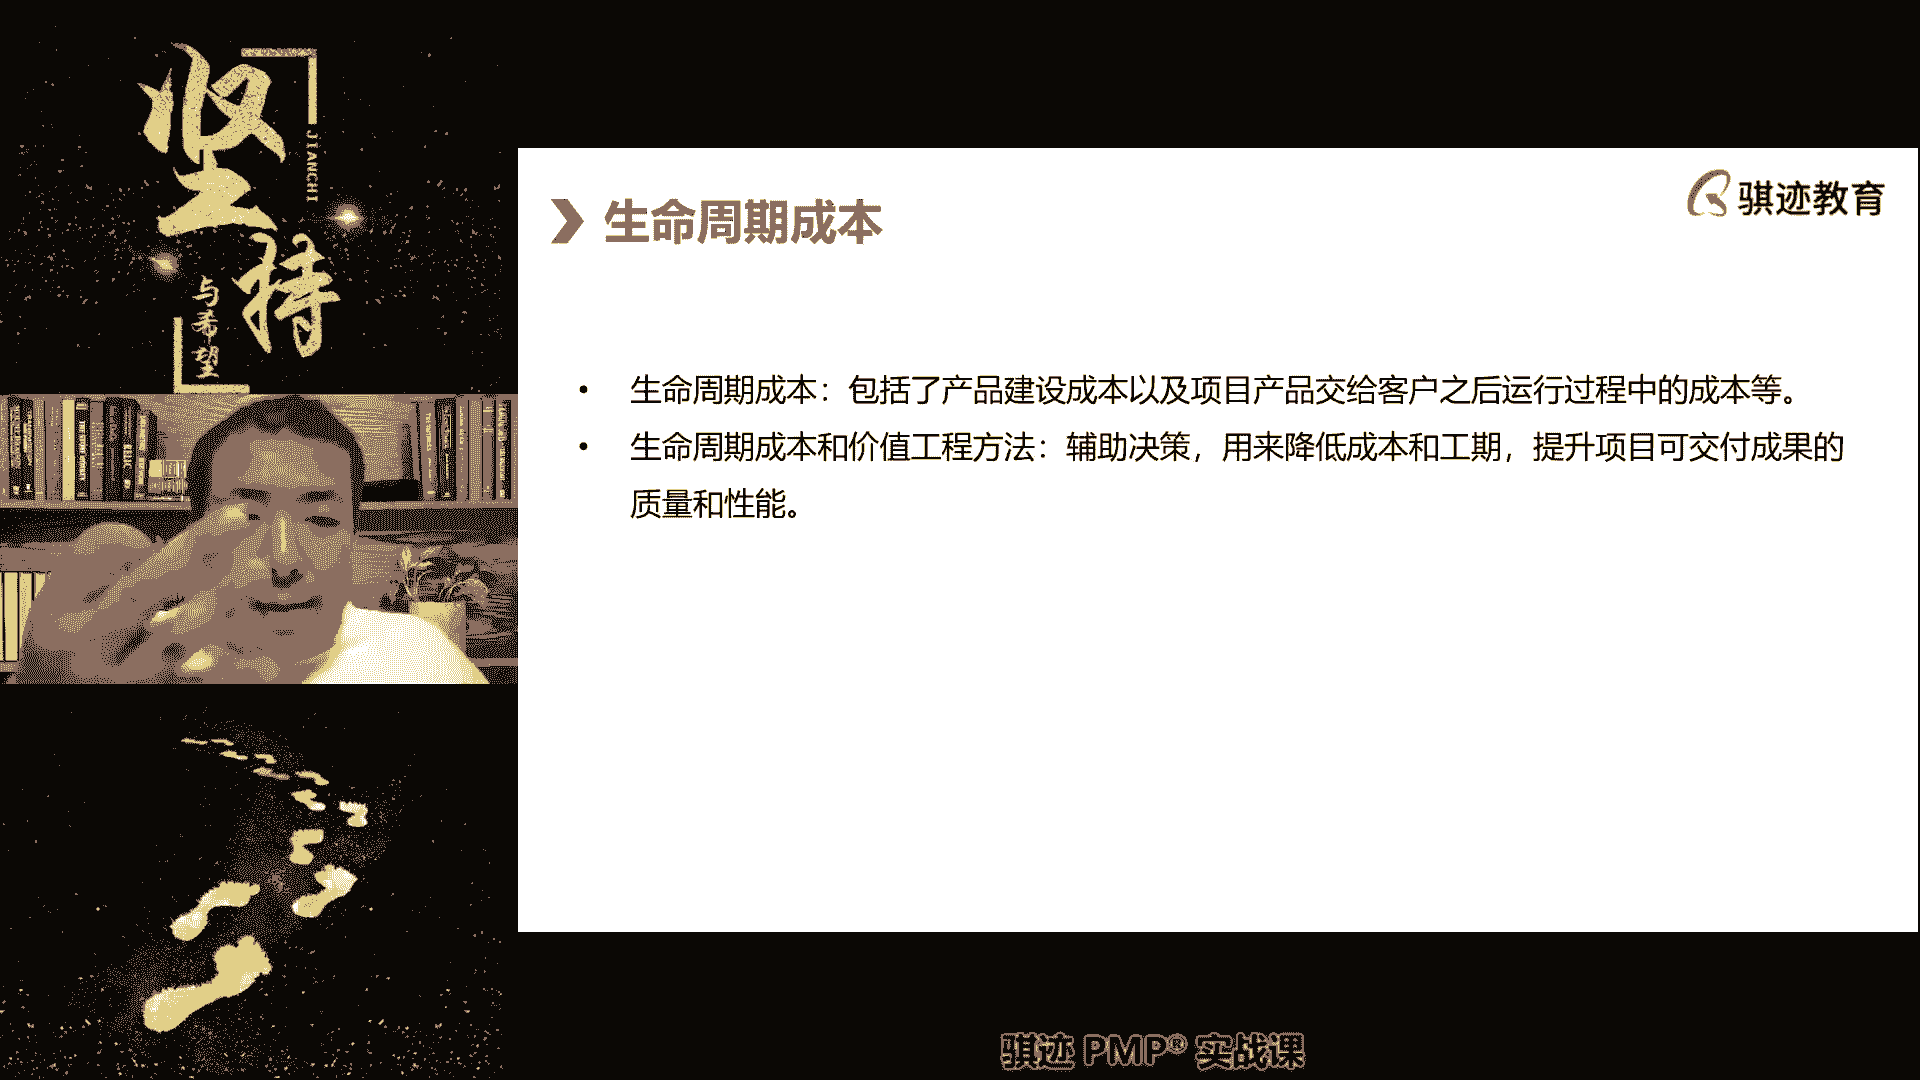 坚持
JIANCHI
与希望
骐迹教育
生命周期成本
• 生命周期成本：包括了产品建设成本以及项目产品交给客户之后运行过程中的成本等。
• 生命周期成本和价值工程方法：辅助决策，用来降低成本和工期，提升项目可交付成果的
质量和性能。
骐迹 PMP® 实战课